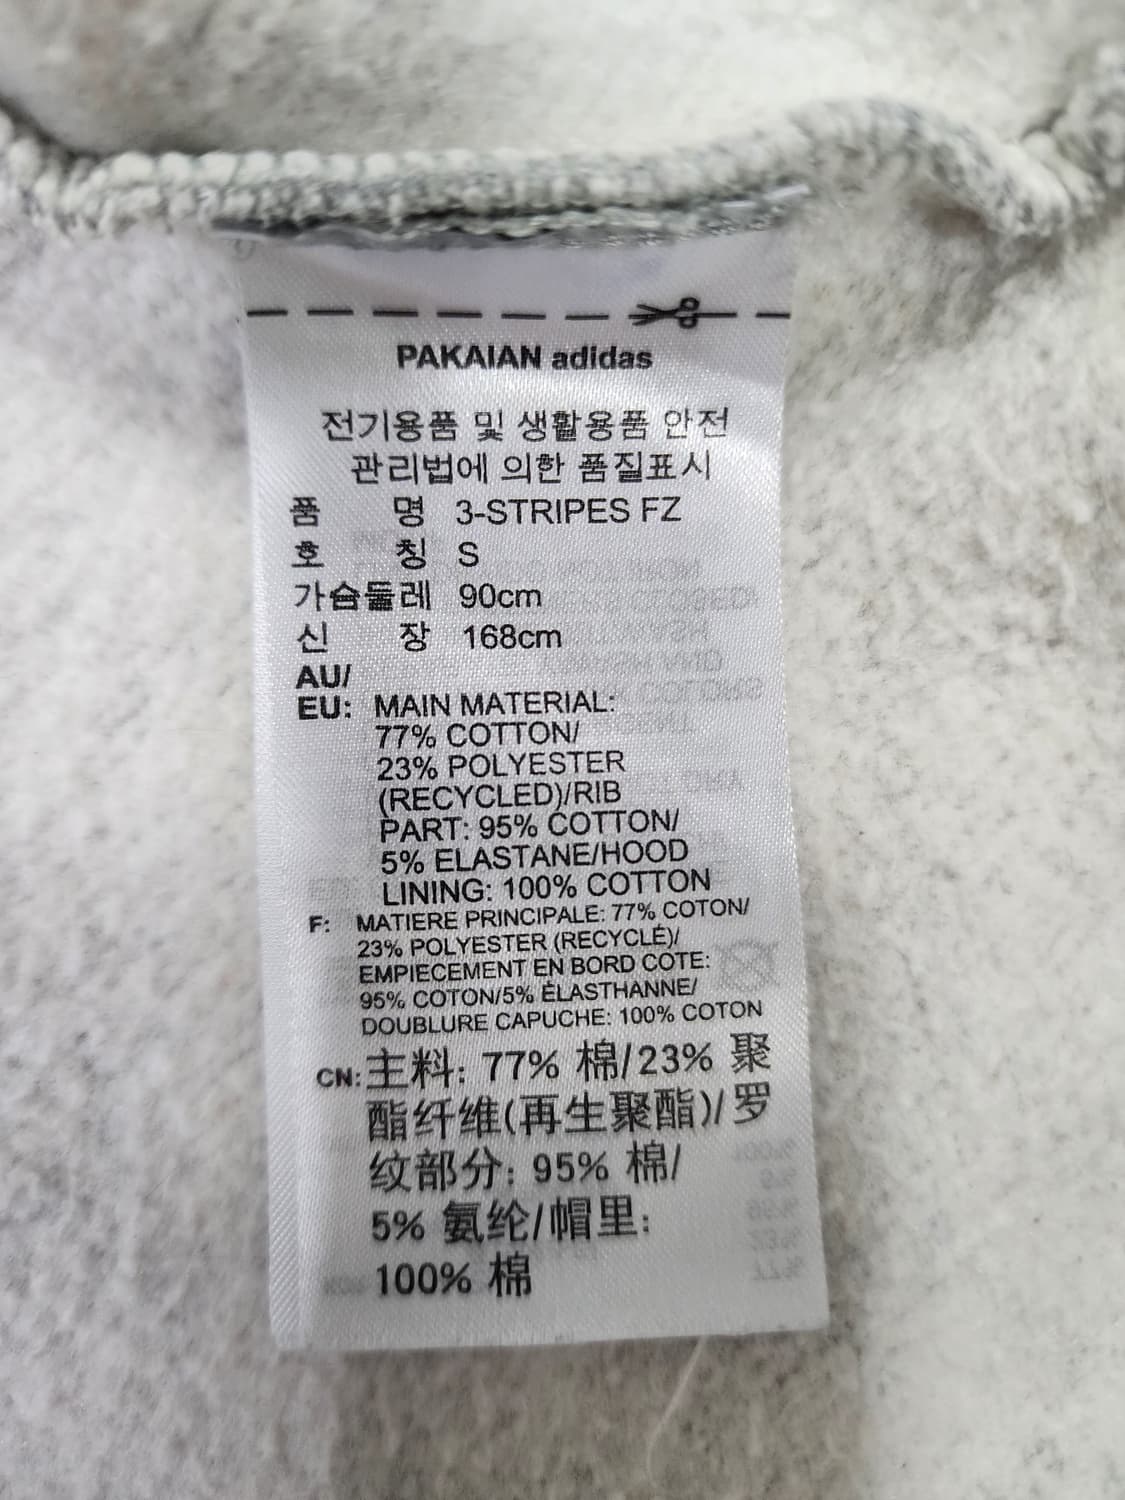 PAKAIAN adidas
전기용품 및 생활용품 안전
관리법에 의한 품질표시
품 명 3-STRIPES FZ
호 칭 S
가슴둘레 90cm
신 장 168cm
AU/
EU: MAIN MATERIAL:
77% COTTON/
23% POLYESTER
(RECYCLED)/RIB
PART: 95% COTTON/
5% ELASTANE/HOOD
LINING: 100% COTTON
F: MATIERE PRINCIPALE: 77% COTON/
23% POLYESTER (RECYCLÉ)/
EMPIECEMENT EN BORD COTE:
95% COTON/5% ÉLASTHANNE/
DOUBLURE CAPUCHE: 100% COTON
CN: 主料: 77% 棉/23% 聚
酯纤维(再生聚酯)/罗
纹部分: 95% 棉/
5% 氨纶/帽里:
100% 棉